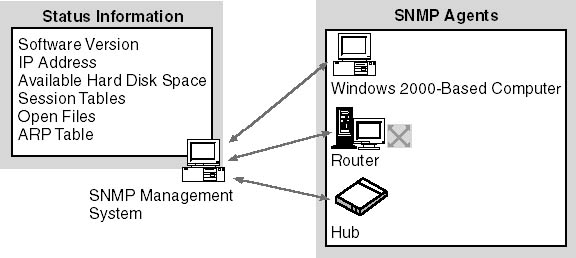 Status Information
Software Version
IP Address
Available Hard Disk Space
Session Tables
Open Files
ARP Table
SNMP Management
System
SNMP Agents
Windows 2000-Based Computer
Router
Hub